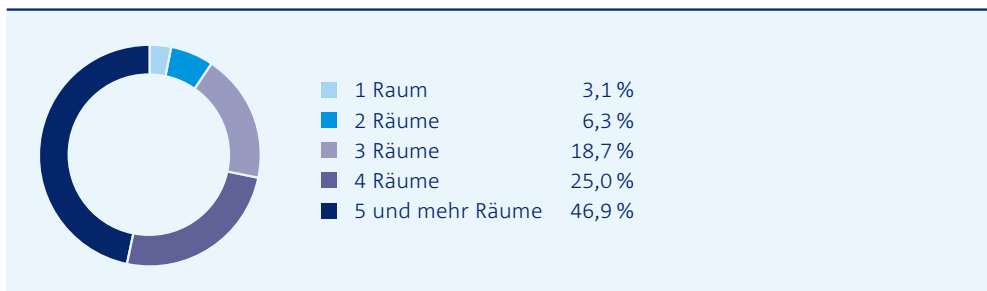 1 Raum 3,1 %
2 Räume 6,3 %
3 Räume 18,7 %
4 Räume 25,0 %
5 und mehr Räume 46,9 %